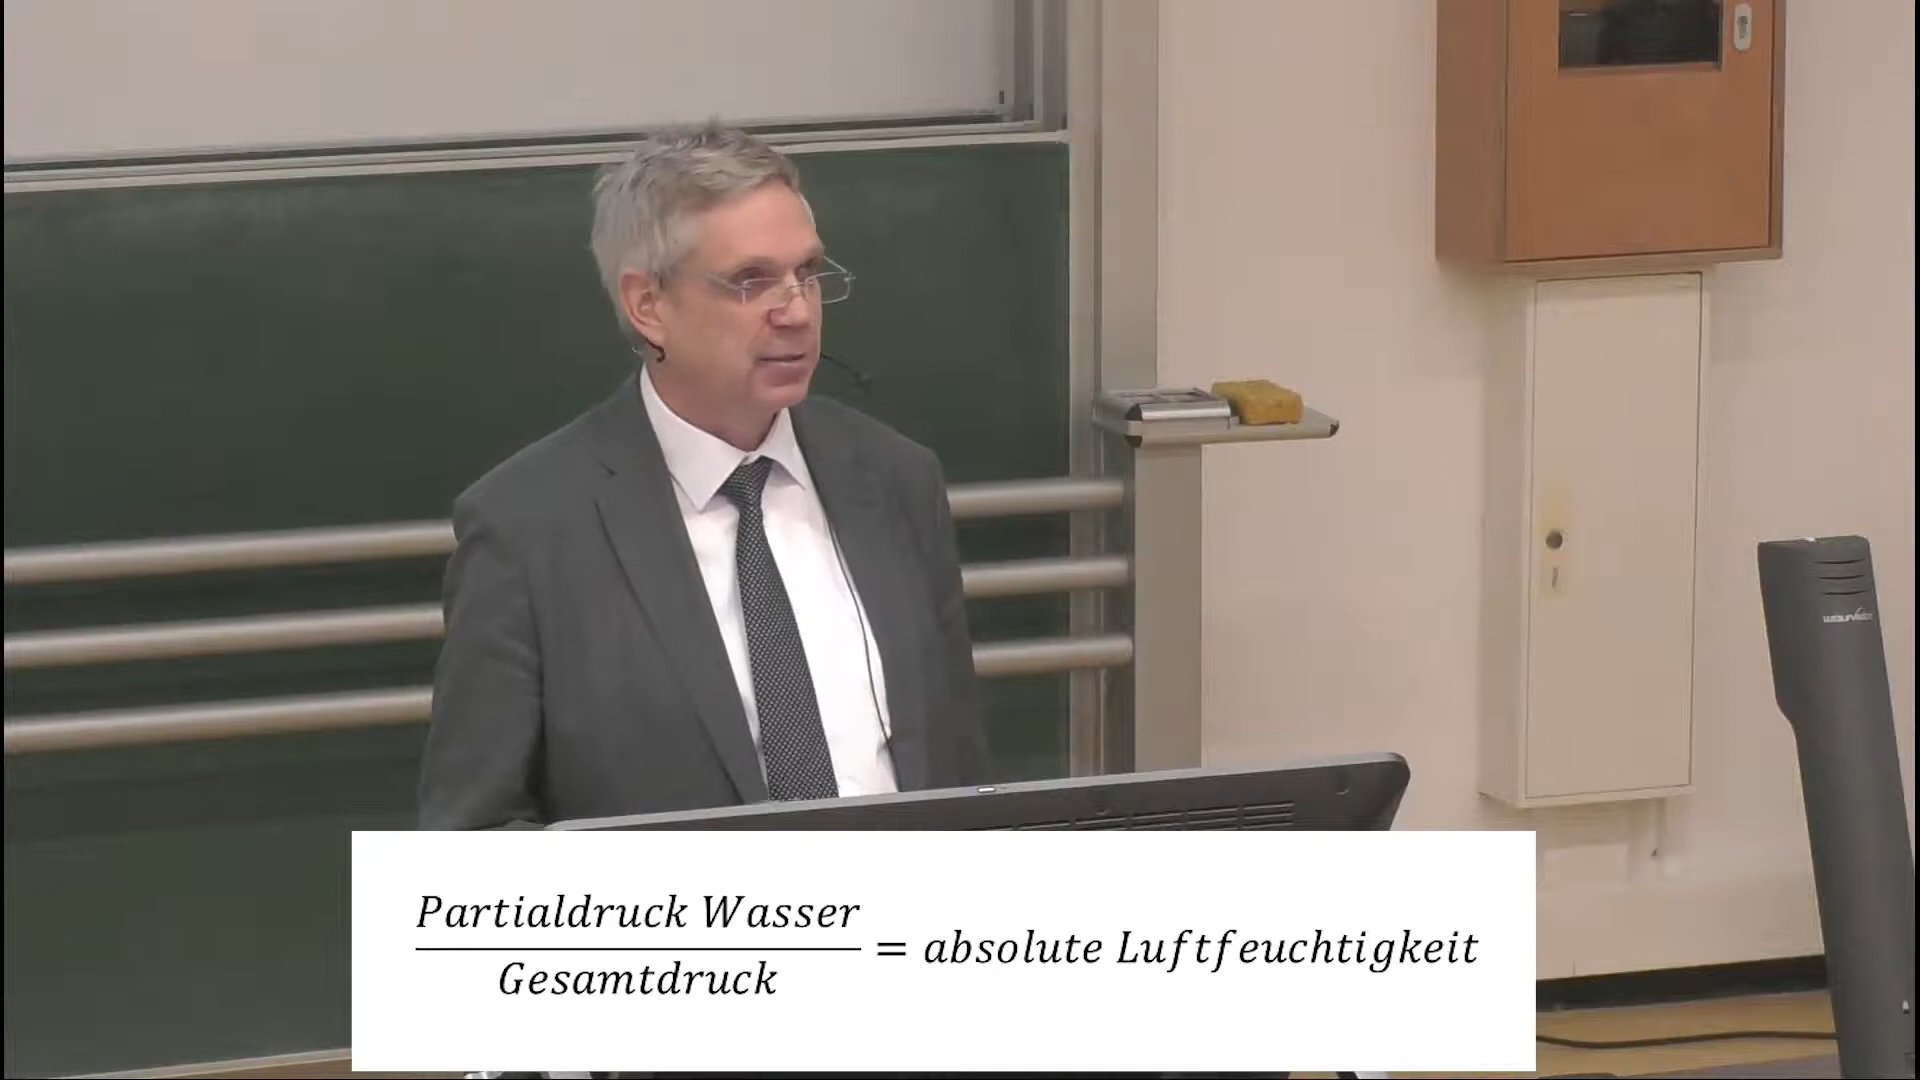 Partialdruck Wasser
Gesamtdruck
= absolute Luftfeuchtigkeit